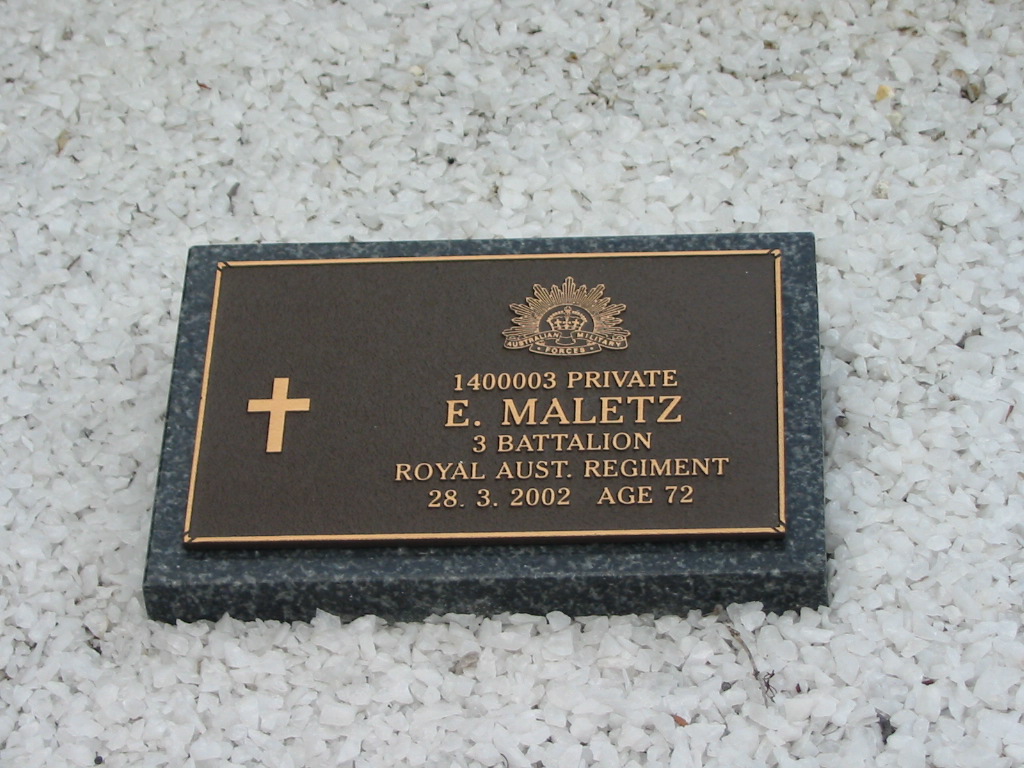 AUSTRALIAN MILITARY
FORCES
1400003 PRIVATE
E. MALETZ
3 BATTALION
ROYAL AUST. REGIMENT
28. 3. 2002 AGE 72